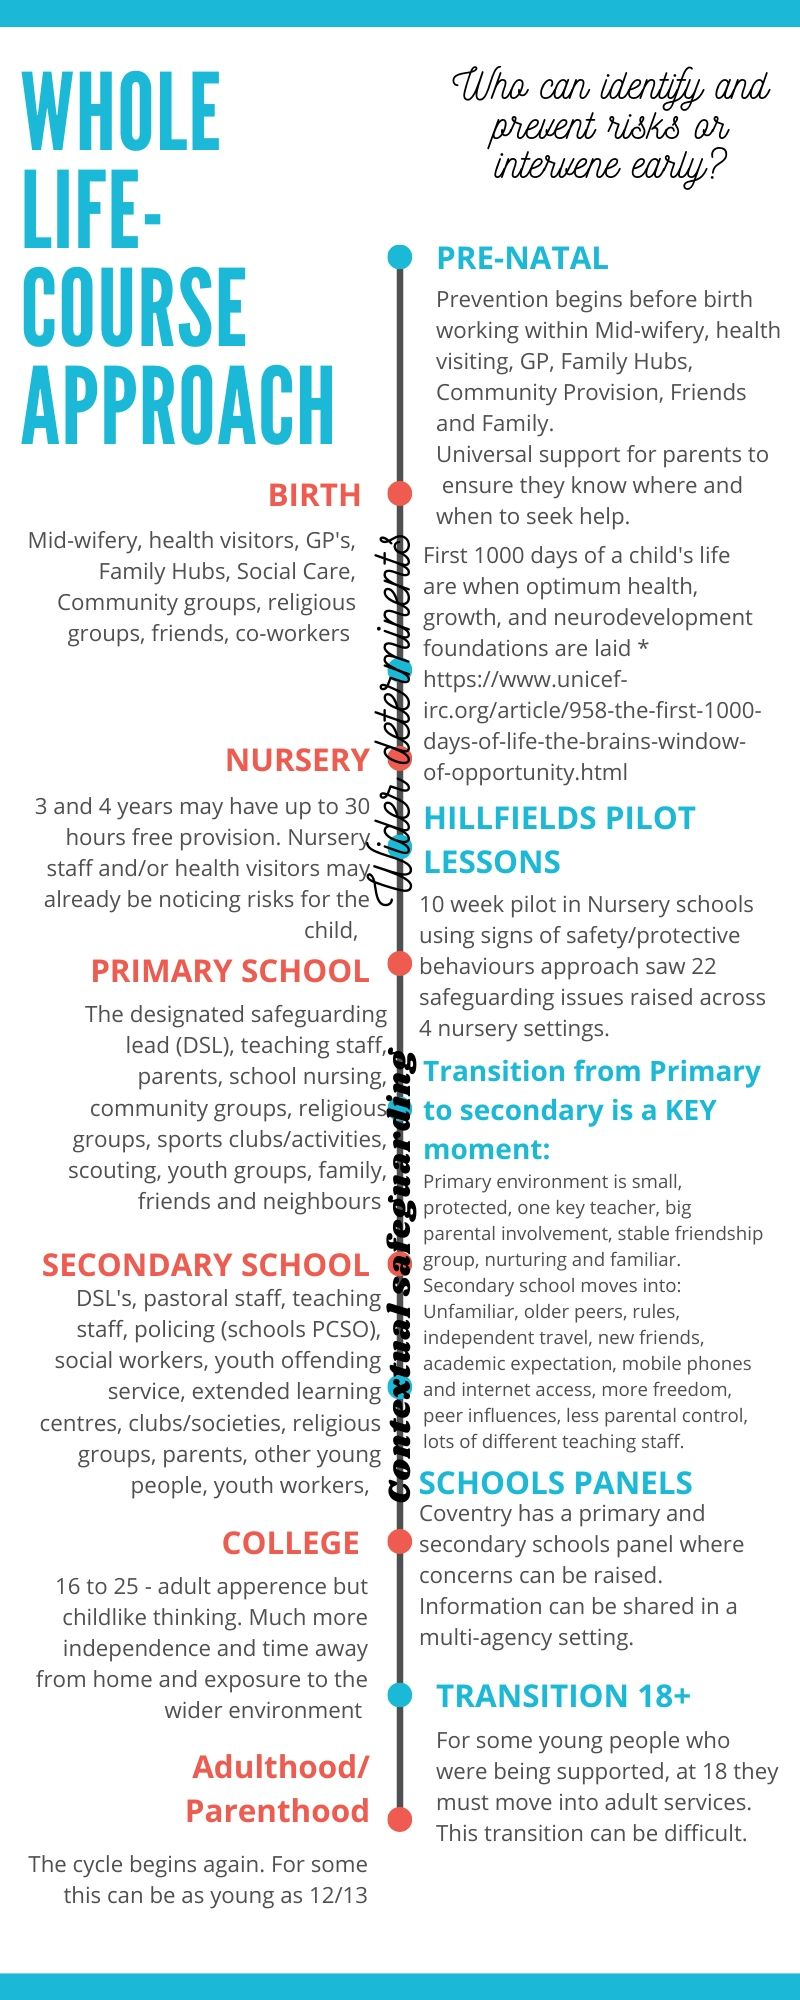 WHOLE
LIFE-
COURSE
APPROACH
Who can identify and
prevent risks or
intervene early?
PRE-NATAL
Prevention begins before birth
working within Mid-wifery, health
visiting, GP, Family Hubs,
Community Provision, Friends
and Family.
Universal support for parents to
ensure they know where and
when to seek help.
BIRTH
Mid-wifery, health visitors, GP's,
Family Hubs, Social Care,
Community groups, religious
groups, friends, co-workers
Wider determinents
First 1000 days of a child's life
are when optimum health,
growth, and neurodevelopment
foundations are laid *
https://www.unicef-
irc.org/article/958-the-first-1000-
days-of-life-the-brains-window-
of-opportunity.html
NURSERY
3 and 4 years may have up to 30
hours free provision. Nursery
staff and/or health visitors may
already be noticing risks for the
child,
HILLFIELDS PILOT
LESSONS
10 week pilot in Nursery schools
using signs of safety/protective
behaviours approach saw 22
safeguarding issues raised across
4 nursery settings.
PRIMARY SCHOOL
The designated safeguarding
lead (DSL), teaching staff,
parents, school nursing,
community groups, religious
groups, sports clubs/activities,
scouting, youth groups, family,
friends and neighbours
Contextual safeguarding
Transition from Primary
to secondary is a KEY
moment:
Primary environment is small,
protected, one key teacher, big
parental involvement, stable friendship
group, nurturing and familiar.
Secondary school moves into:
Unfamiliar, older peers, rules,
independent travel, new friends,
academic expectation, mobile phones
and internet access, more freedom,
peer influences, less parental control,
lots of different teaching staff.
SECONDARY SCHOOL
DSL's, pastoral staff, teaching
staff, policing (schools PCSO),
social workers, youth offending
service, extended learning
centres, clubs/societies, religious
groups, parents, other young
people, youth workers,
SCHOOLS PANELS
Coventry has a primary and
secondary schools panel where
concerns can be raised.
Information can be shared in a
multi-agency setting.
COLLEGE
16 to 25 - adult apperence but
childlike thinking. Much more
independence and time away
from home and exposure to the
wider environment
TRANSITION 18+
For some young people who
were being supported, at 18 they
must move into adult services.
This transition can be difficult.
Adulthood/
Parenthood
The cycle begins again. For some
this can be as young as 12/13